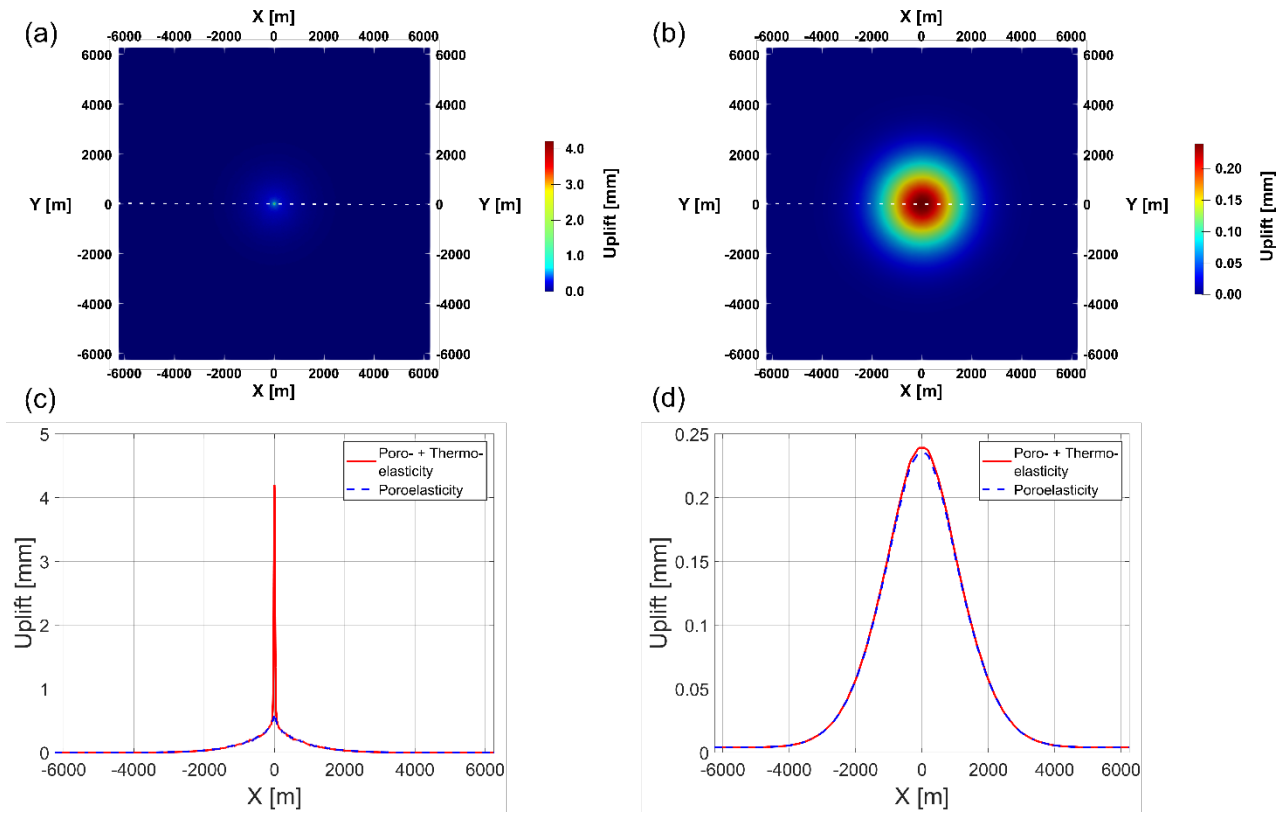 (a)
X [m]
-6000 -4000 -2000 0 2000 4000 6000
6000 6000
4000 4000
2000 2000
Y [m] 0 0 Y [m]
-2000 -2000
-4000 -4000
-6000 -6000
-6000 -4000 -2000 0 2000 4000 6000
X [m]
4.0
3.0
2.0
1.0
0.0
Uplift [mm]
(b)
X [m]
-6000 -4000 -2000 0 2000 4000 6000
6000 6000
4000 4000
2000 2000
Y [m] 0 0 Y [m]
-2000 -2000
-4000 -4000
-6000 -6000
-6000 -4000 -2000 0 2000 4000 6000
X [m]
0.20
0.15
0.10
0.05
0.00
Uplift [mm]
(c)
5
4
3
2
1
0
Uplift [mm]
Poro- + Thermo-
elasticity
Poroelasticity
-6000 -4000 -2000 0 2000 4000 6000
X [m]
(d)
0.25
0.2
0.15
0.1
0.05
0
Uplift [mm]
Poro- + Thermo-
elasticity
Poroelasticity
-6000 -4000 -2000 0 2000 4000 6000
X [m]